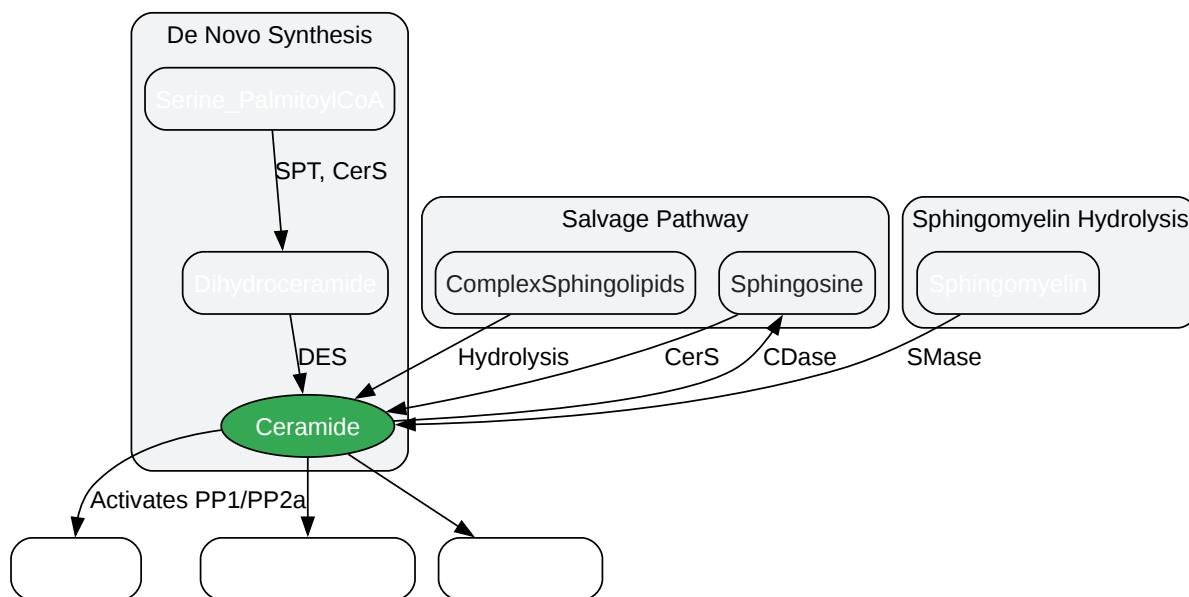 De Novo Synthesis
Serine_PalmitoylCoA
SPT, CerS
Salvage Pathway
Sphingomyelin Hydrolysis
Dihydroceramide
ComplexSphingolipids
Sphingosine
Sphingomyelin
DES
Hydrolysis
CerS
CDase
SMase
Ceramide
Activates PP1/PP2a